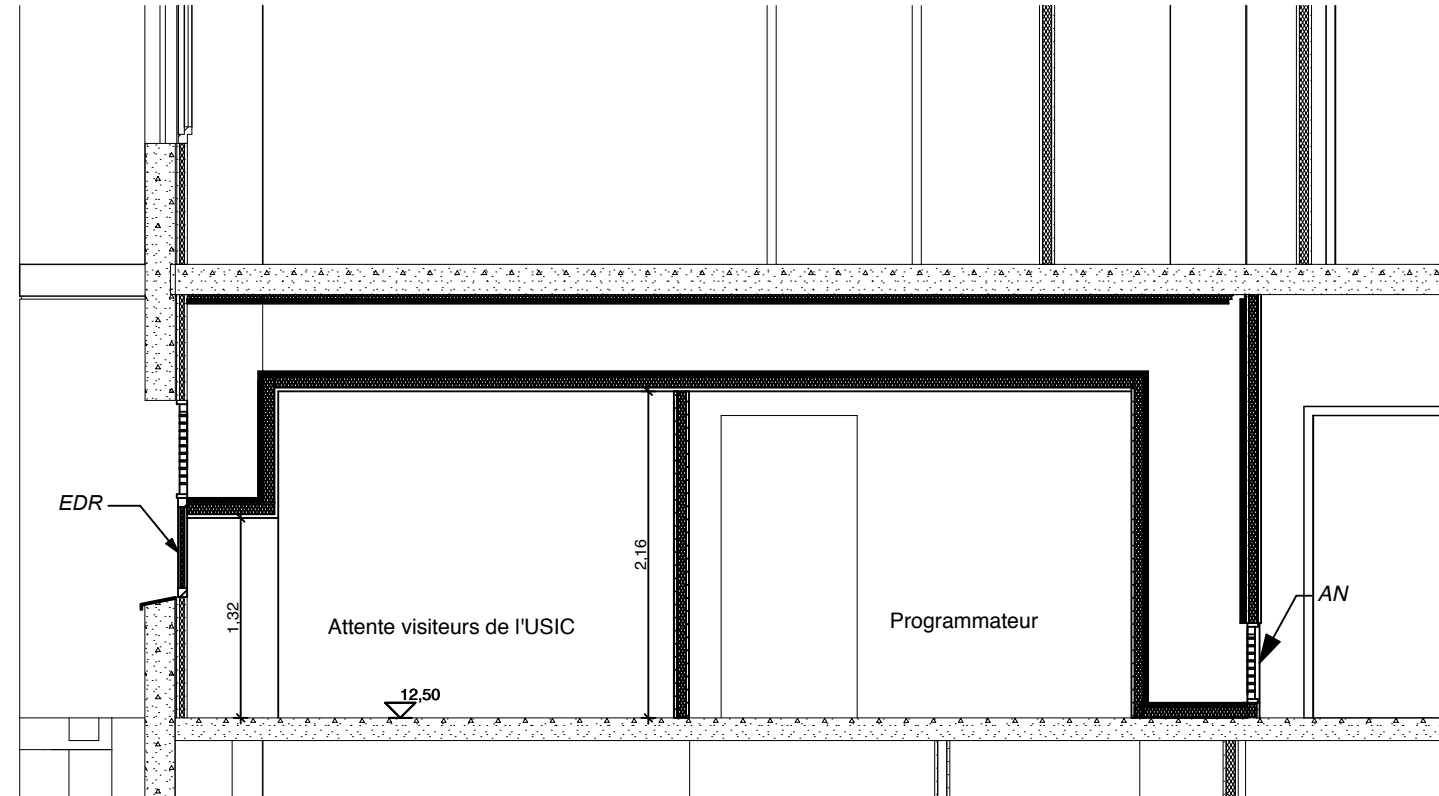 EDR
1,32
Attente visiteurs de l'USIC
12,50
2,16
Programmateur
AN